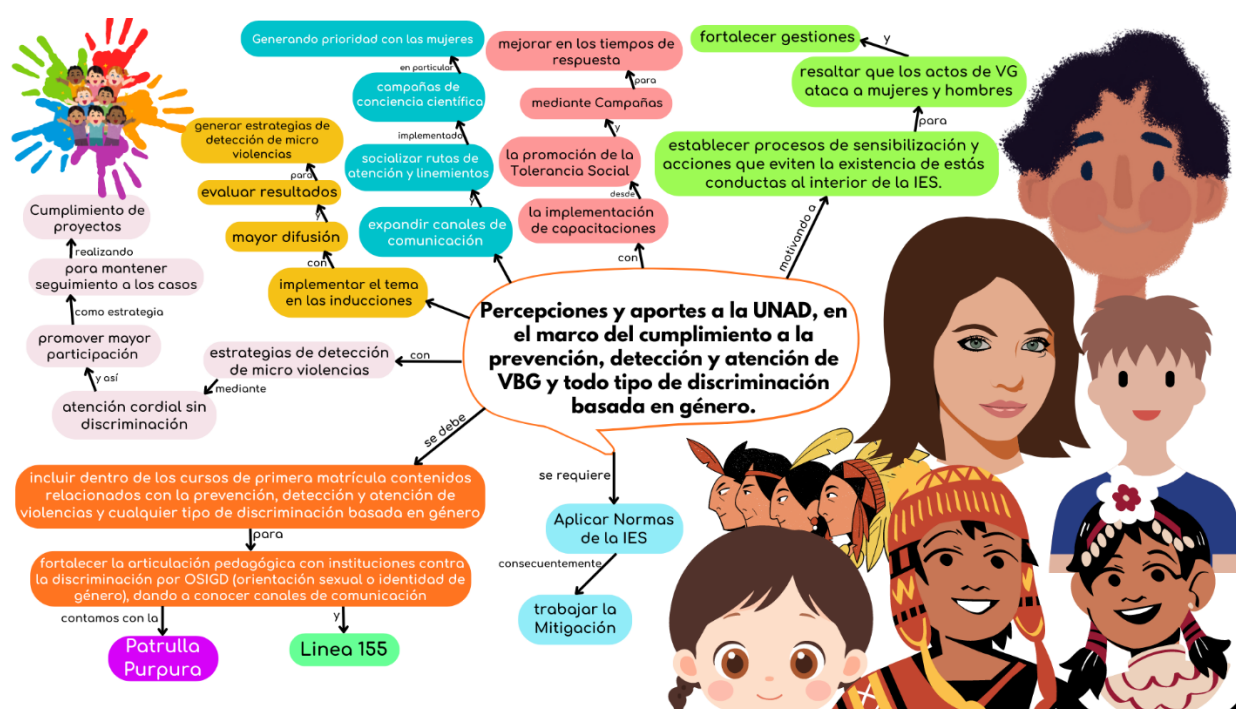 Percepciones y aportes a la UNAD, en
el marco del cumplimiento a la
prevención, detección y atención de
VBG y todo tipo de discriminación
basada en género.
con
estrategias de detección
de micro violencias
mediante
atención cordial sin
discriminación
y así
promover mayor
participación
como estrategia
para mantener
seguimiento a los casos
realizando
Cumplimiento de
proyectos
implementar el tema
en las inducciones
con
mayor difusión
y
evaluar resultados
para
generar estrategias de
detección de micro
violencias
expandir canales de
comunicación
y
socializar rutas de
atención y linemientos
implementado
campañas de
conciencia científica
en particular
Generando prioridad con las mujeres
con
la implementación
de capacitaciones
desde
la promoción de la
Tolerancia Social
y
mediante Campañas
para
mejorar en los tiempos de
respuesta
motivando a
establecer procesos de sensibilización y
acciones que eviten la existencia de estás
conductas al interior de la IES.
para
resaltar que los actos de VG
ataca a mujeres y hombres
y
fortalecer gestiones
se debe
incluir dentro de los cursos de primera matrícula contenidos
relacionados con la prevención, detección y atención de
violencias y cualquier tipo de discriminación basada en género
para
fortalecer la articulación pedagógica con instituciones contra
la discriminación por OSIGD (orientación sexual o identidad de
género), dando a conocer canales de comunicación
contamos con la
Patrulla
Purpura
y
Linea 155
se requiere
Aplicar Normas
de la IES
consecuentemente
trabajar la
Mitigación